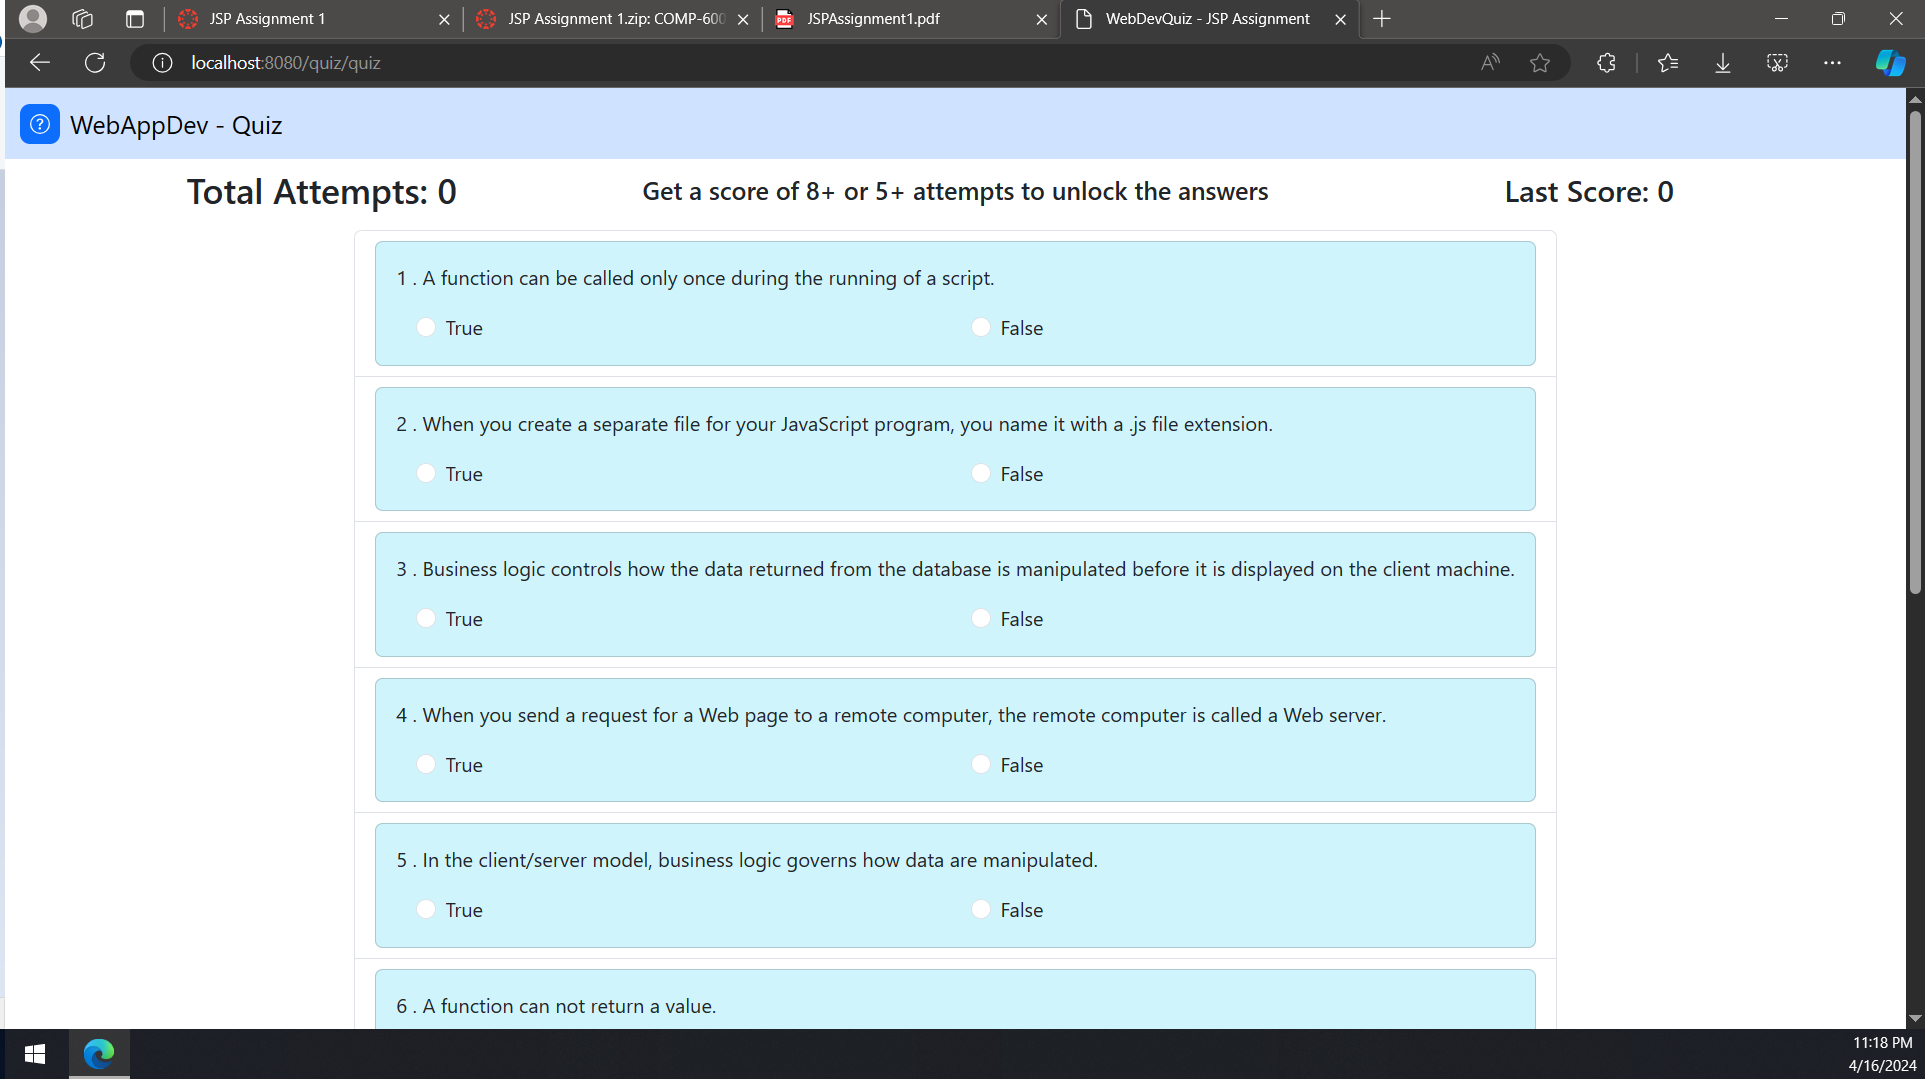 JSP Assignment 1
JSP Assignment 1.zip: COMP-600
PDF
JSPAssignment1.pdf
WebDevQuiz - JSP Assignment
localhost:8080/quiz/quiz
WebAppDev - Quiz
Total Attempts: 0
Get a score of 8+ or 5+ attempts to unlock the answers
Last Score: 0
1 . A function can be called only once during the running of a script.
True False
2 . When you create a separate file for your JavaScript program, you name it with a .js file extension.
True False
3 . Business logic controls how the data returned from the database is manipulated before it is displayed on the client machine.
True False
4 . When you send a request for a Web page to a remote computer, the remote computer is called a Web server.
True False
5 . In the client/server model, business logic governs how data are manipulated.
True False
6 . A function can not return a value.
11:18 PM
4/16/2024